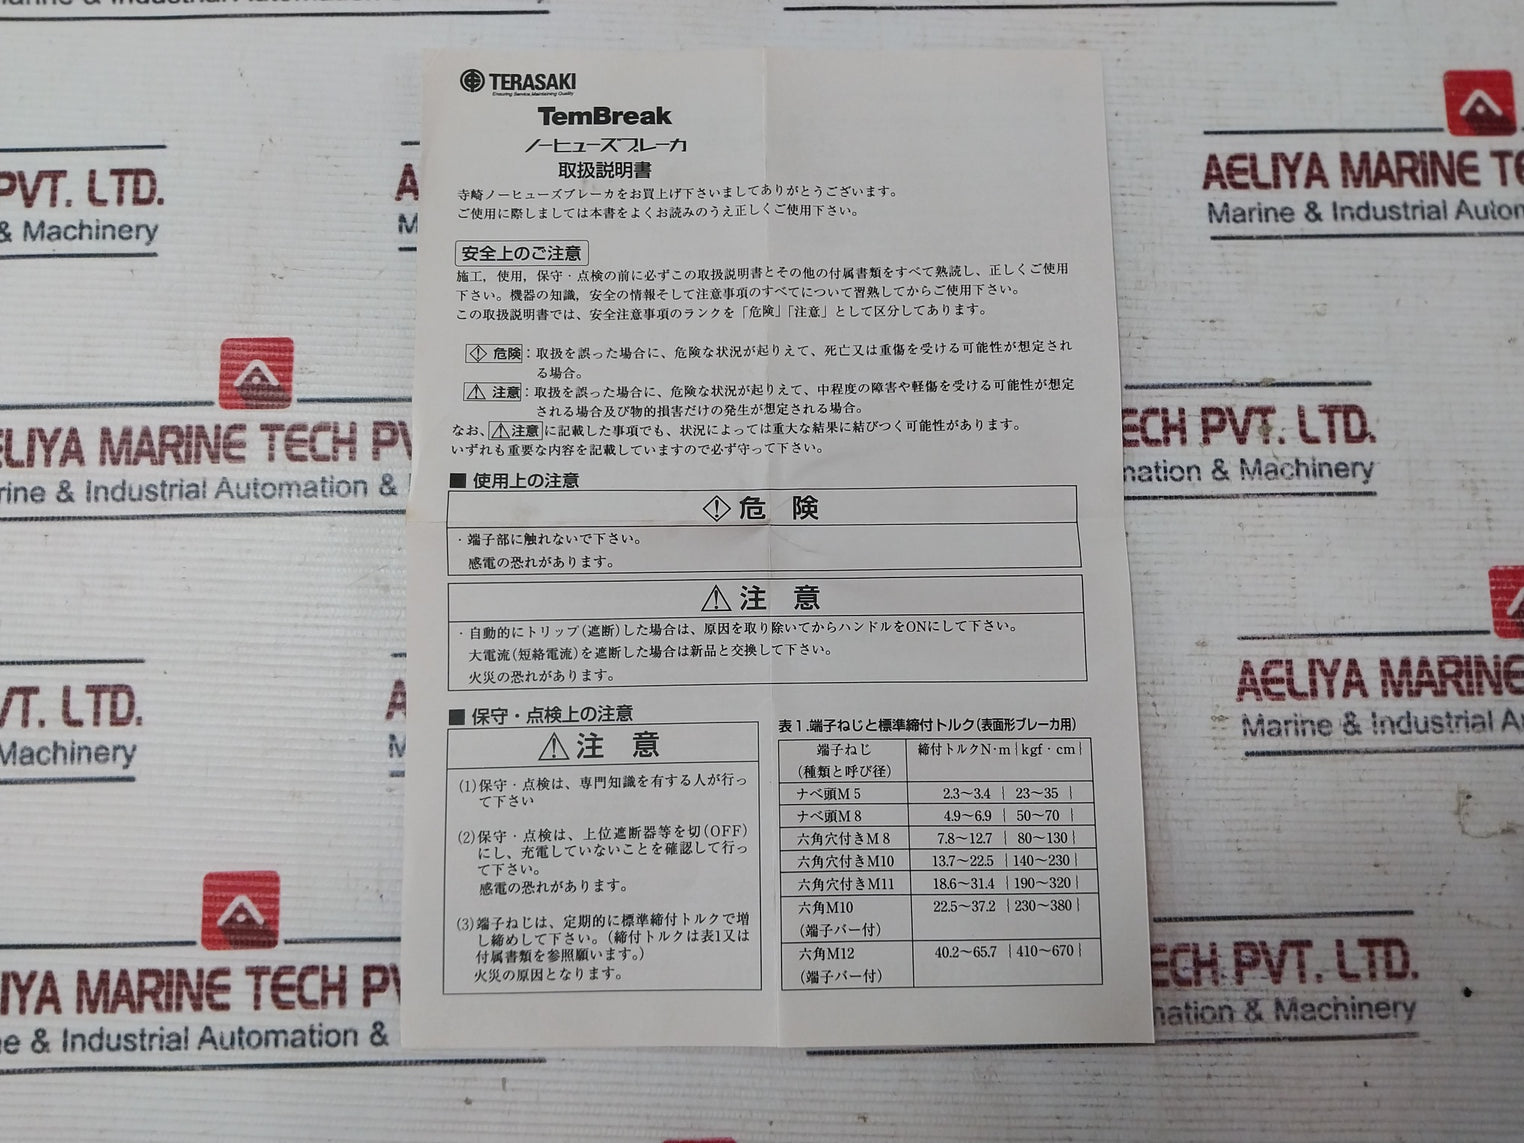 TERASAKI
Ensuring Service, Maintaining Quality
TemBreak
ノーヒューズブレーカ
取扱説明書
寺崎ノーヒューズブレーカをお買上げ下さいましてありがとうございます。
ご使用に際しましては本書をよくお読みのうえ正しくご使用下さい。
安全上のご注意
施工，使用，保守・点検の前に必ずこの取扱説明書とその他の付属書類をすべて熟読し、正しくご使用
下さい。機器の知識，安全の情報そして注意事項のすべてについて習熟してからご使用下さい。
この取扱説明書では、安全注意事項のランクを「危険」「注意」として区分してあります。
危険：取扱を誤った場合に、危険な状況が起りえて、死亡又は重傷を受ける可能性が想定され
る場合。
注意：取扱を誤った場合に、危険な状況が起りえて、中程度の障害や軽傷を受ける可能性が想定
される場合及び物的損害だけの発生が想定される場合。
なお、注意に記載した事項でも、状況によっては重大な結果に結びつく可能性があります。
いずれも重要な内容を記載していますので必ず守って下さい。
■ 使用上の注意
危 険
・端子部に触れないで下さい。
感電の恐れがあります。
注 意
・自動的にトリップ(遮断)した場合は、原因を取り除いてからハンドルをONにして下さい。
大電流(短絡電流)を遮断した場合は新品と交換して下さい。
火災の恐れがあります。
■ 保守・点検上の注意
注 意
(1)保守・点検は、専門知識を有する人が行っ
て下さい
(2)保守・点検は、上位遮断器等を切(OFF)
にし、充電していないことを確認して行っ
て下さい。
感電の恐れがあります。
(3)端子ねじは、定期的に標準締付トルクで増
し締めして下さい。(締付トルクは表1又は
付属書類を参照願います。)
火災の原因となります。
表1.端子ねじと標準締付トルク(表面形ブレーカ用)
端子ねじ 締付トルクN・m{kgf・cm}
(種類と呼び径)
ナベ頭M5 2.3～3.4 {23～35}
ナベ頭M8 4.9～6.9 {50～70}
六角穴付きM8 7.8～12.7 {80～130}
六角穴付きM10 13.7～22.5 {140～230}
六角穴付きM11 18.6～31.4 {190～320}
六角M10 22.5～37.2 {230～380}
(端子バー付)
六角M12 40.2～65.7 {410～670}
(端子バー付)
AELIYA MARINE TECH PVT. LTD.
Marine & Industrial Automation & Machinery